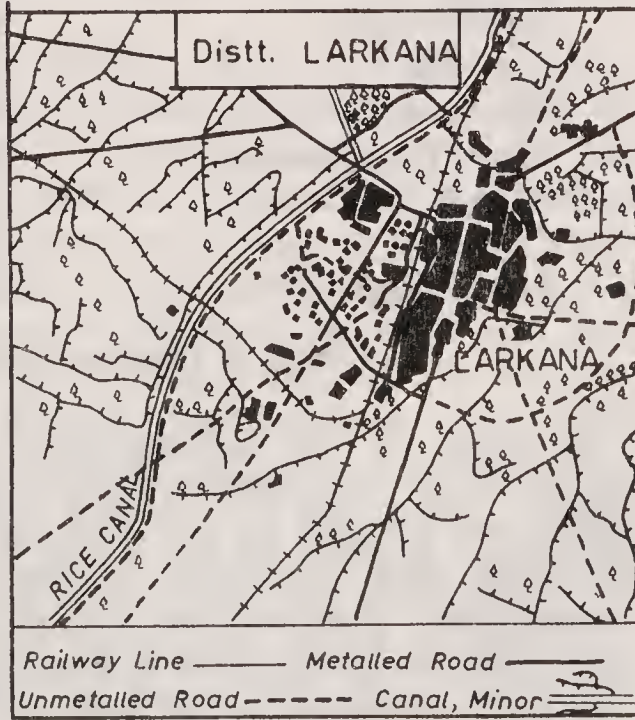 Distt. LARKANA
LARKANA
RICE CANAL
Railway Line Metalled Road
Unmetalled Road Canal, Minor